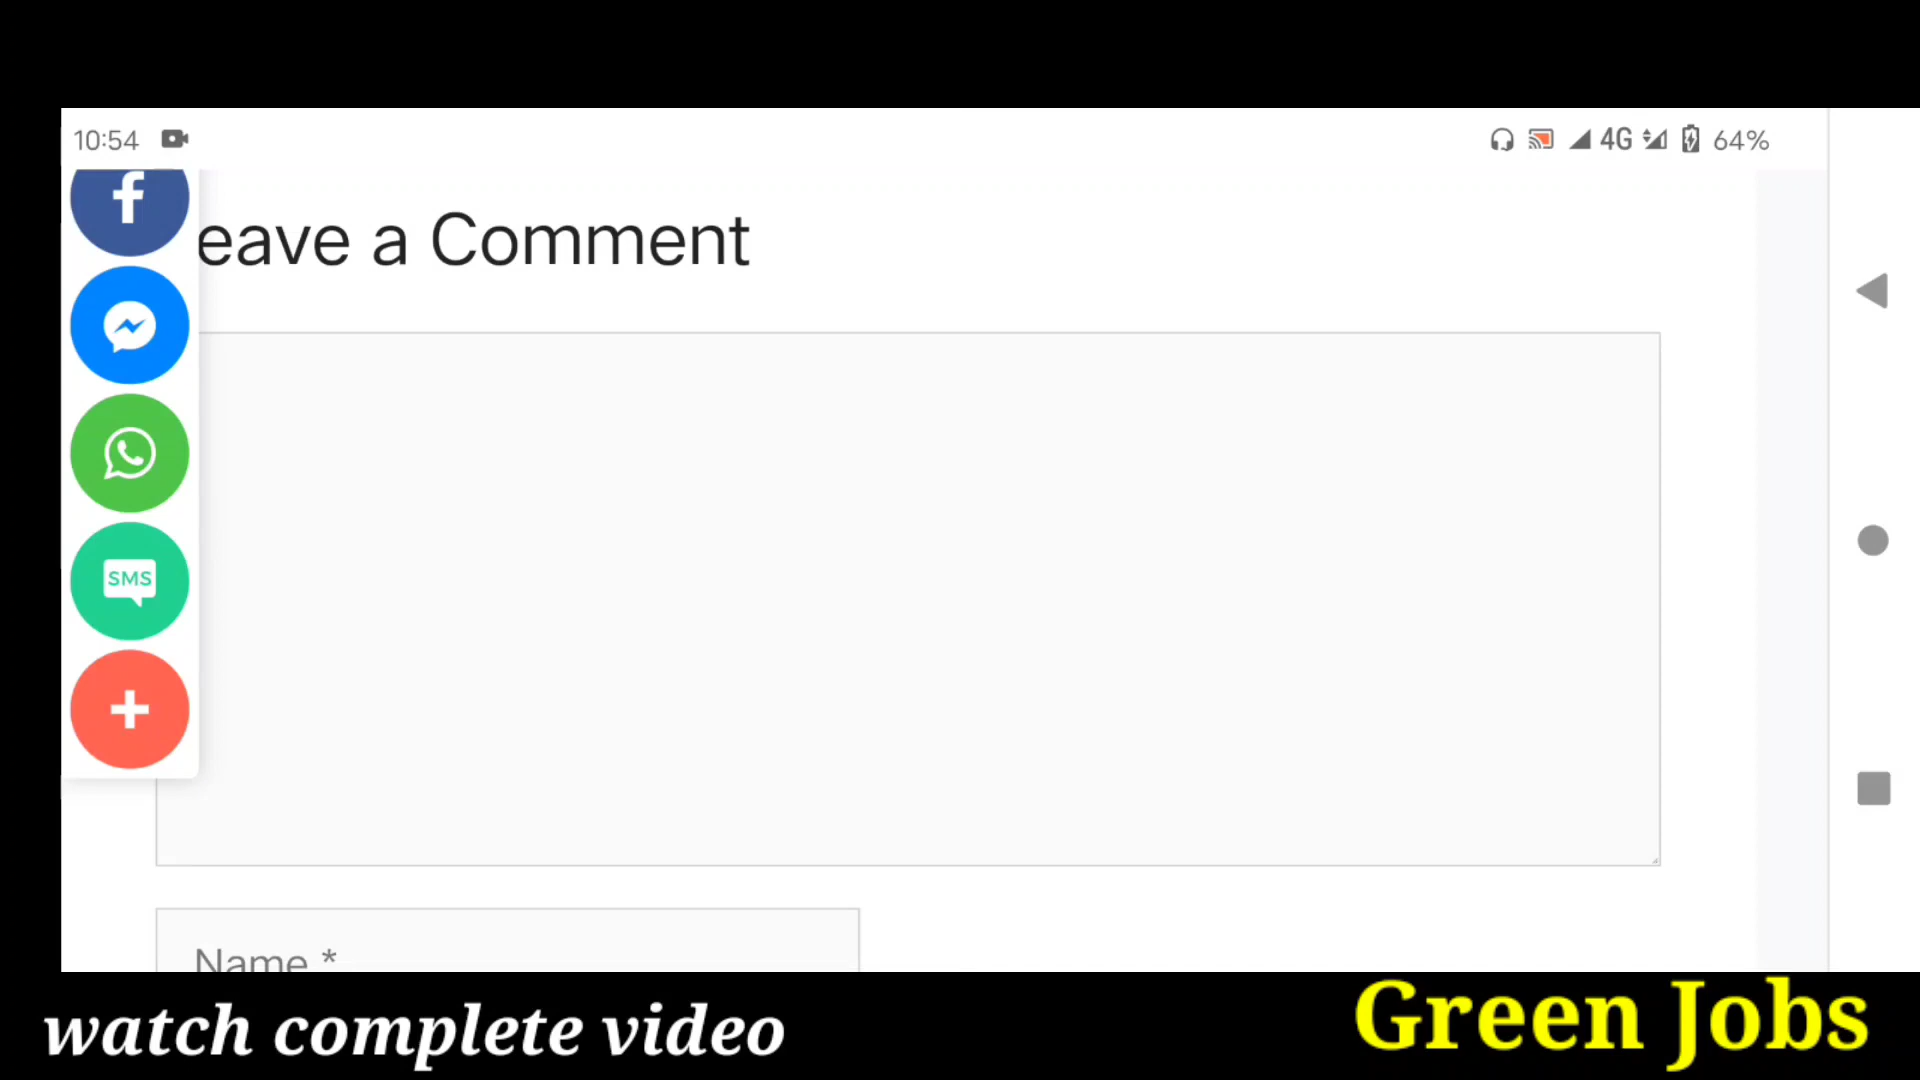 10:54
4G
64%
eave a Comment
SMS
Name *
watch complete video
Green Jobs